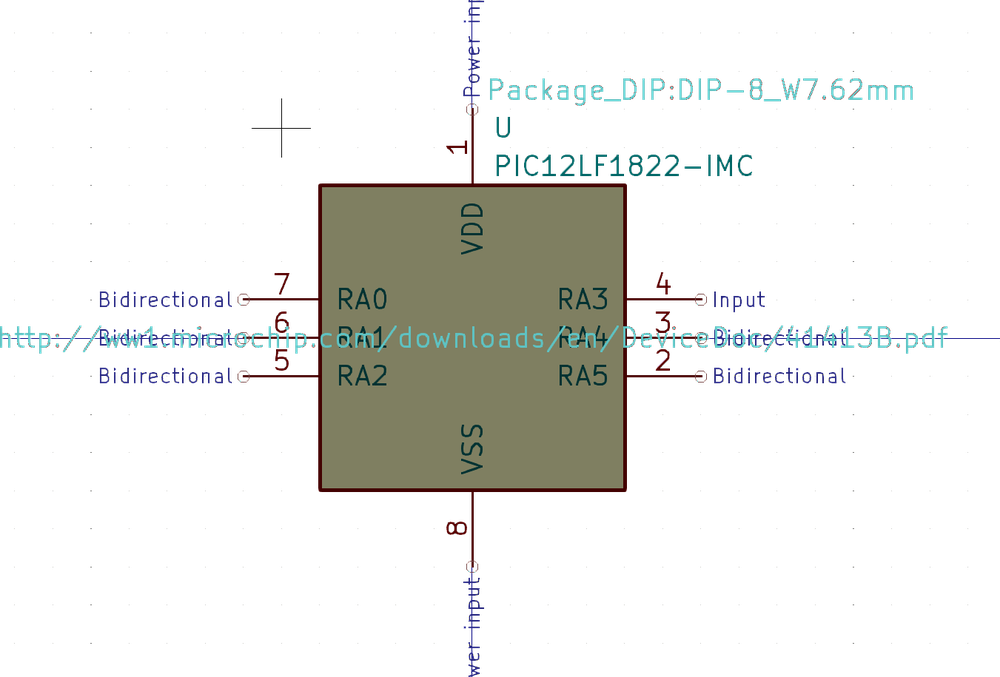 Power inp
Package_DIP:DIP-8_W7.62mm
U
PIC12LF1822-IMC
1
VDD
Bidirectional 7 RA0 RA3 4 Input
Bidirectional 6 RA1 RA4 3 Bidirectional
http://ww1.microchip.com/downloads/en/DeviceDoc/41413B.pdf
Bidirectional 5 RA2 RA5 2 Bidirectional
VSS
8
wer input